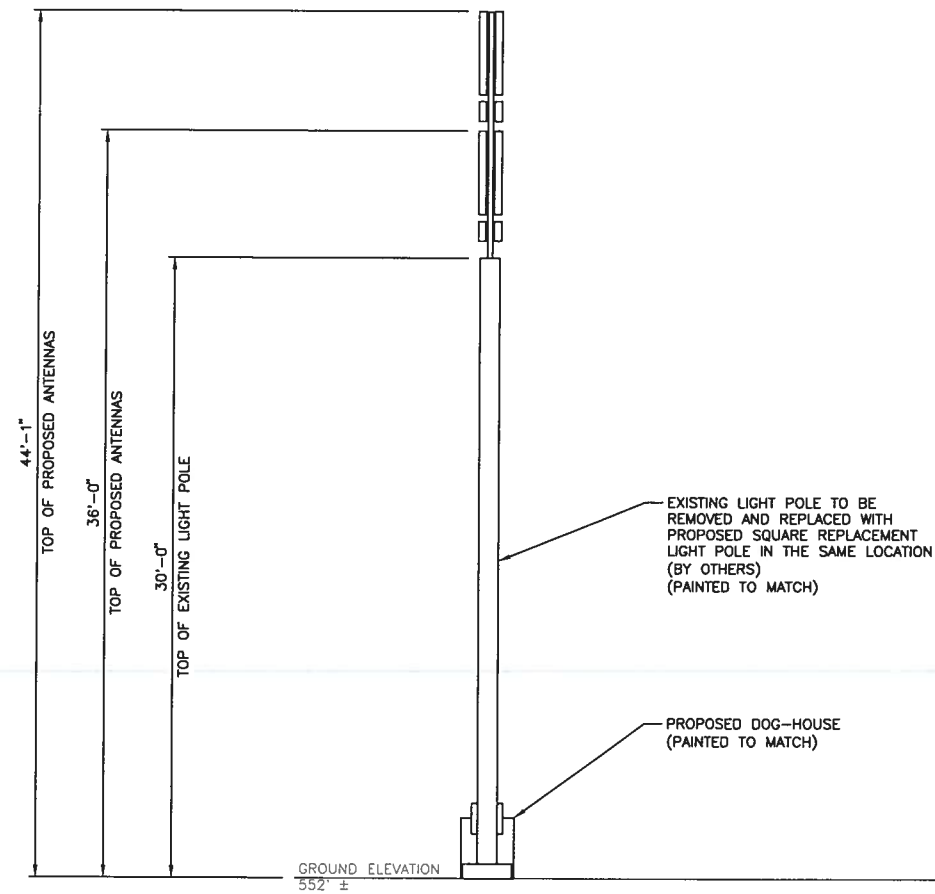 44'-1"
TOP OF PROPOSED ANTENNAS
36'-0"
TOP OF PROPOSED ANTENNAS
30'-0"
TOP OF EXISTING LIGHT POLE
EXISTING LIGHT POLE TO BE
REMOVED AND REPLACED WITH
PROPOSED SQUARE REPLACEMENT
LIGHT POLE IN THE SAME LOCATION
(BY OTHERS)
(PAINTED TO MATCH)
PROPOSED DOG-HOUSE
(PAINTED TO MATCH)
GROUND ELEVATION
552' ±